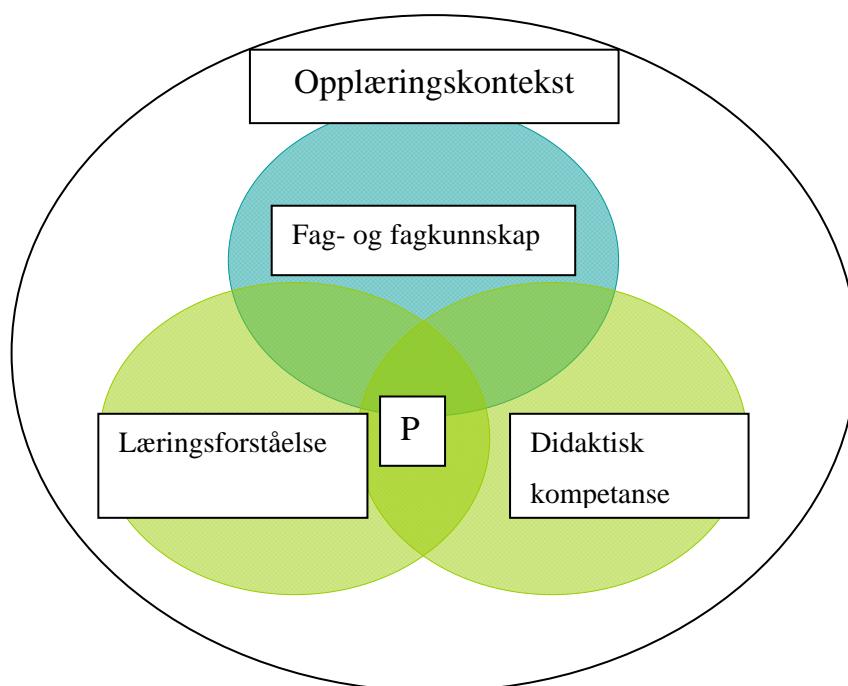 Opplæringskontekst
Fag- og fagkunnskap
Læringsforståelse
P
Didaktisk
kompetanse